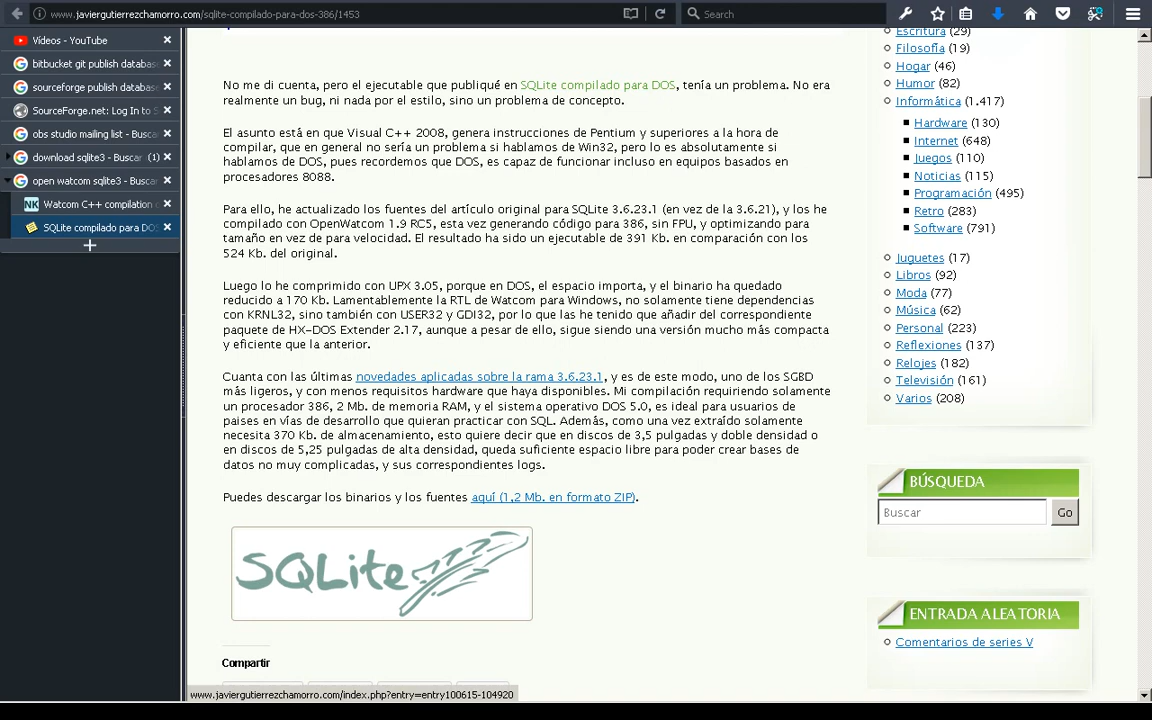 www.javiergutierrezchamorro.com/sqlite-compilado-para-dos-386/1453
Search
Vídeos - YouTube
bitbucket git publish databas
sourceforge publish databas
SourceForge.net: Log In to S
obs studio mailing list - Busca
download sqlite3 - Buscar (1)
open watcom sqlite3 - Busca
Watcom C++ compilation
SQLite compilado para DO
No me di cuenta, pero el ejecutable que publiqué en SQLite compilado para DOS, tenía un problema. No era
realmente un bug, ni nada por el estilo, sino un problema de concepto.
El asunto está en que Visual C++ 2008, genera instrucciones de Pentium y superiores a la hora de
compilar, que en general no sería un problema si hablamos de Win32, pero lo es absolutamente si
hablamos de DOS, pues recordemos que DOS, es capaz de funcionar incluso en equipos basados en
procesadores 8088.
Para ello, he actualizado los fuentes del artículo original para SQLite 3.6.23.1 (en vez de la 3.6.21), y los he
compilado con OpenWatcom 1.9 RC5, esta vez generando código para 386, sin FPU, y optimizando para
tamaño en vez de para velocidad. El resultado ha sido un ejecutable de 391 Kb. en comparación con los
524 Kb. del original.
Luego lo he comprimido con UPX 3.05, porque en DOS, el espacio importa, y el binario ha quedado
reducido a 170 Kb. Lamentablemente la RTL de Watcom para Windows, no solamente tiene dependencias
con KRNL32, sino también con USER32 y GDI32, por lo que las he tenido que añadir del correspondiente
paquete de HX-DOS Extender 2.17, aunque a pesar de ello, sigue siendo una versión mucho más compacta
y eficiente que la anterior.
Cuanta con las últimas novedades aplicadas sobre la rama 3.6.23.1, y es de este modo, uno de los SGBD
más ligeros, y con menos requisitos hardware que haya disponibles. Mi compilación requiriendo solamente
un procesador 386, 2 Mb. de memoria RAM, y el sistema operativo DOS 5.0, es ideal para usuarios de
paises en vías de desarrollo que quieran practicar con SQL. Además, como una vez extraído solamente
necesita 370 Kb. de almacenamiento, esto quiere decir que en discos de 3,5 pulgadas y doble densidad o
en discos de 5,25 pulgadas de alta densidad, queda suficiente espacio libre para poder crear bases de
datos no muy complicadas, y sus correspondientes logs.
Puedes descargar los binarios y los fuentes aquí (1,2 Mb. en formato ZIP).
SQLite
Compartir
www.javiergutierrezchamorro.com/index.php?entry=entry100615-104920
Escritura (29)
Filosofía (19)
Hogar (46)
Humor (82)
Informática (1.417)
Hardware (130)
Internet (648)
Juegos (110)
Noticias (115)
Programación (495)
Retro (283)
Software (791)
Juguetes (17)
Libros (92)
Moda (77)
Música (62)
Personal (223)
Reflexiones (137)
Relojes (182)
Televisión (161)
Varios (208)
BÚSQUEDA
Buscar
Go
ENTRADA ALEATORIA
Comentarios de series V